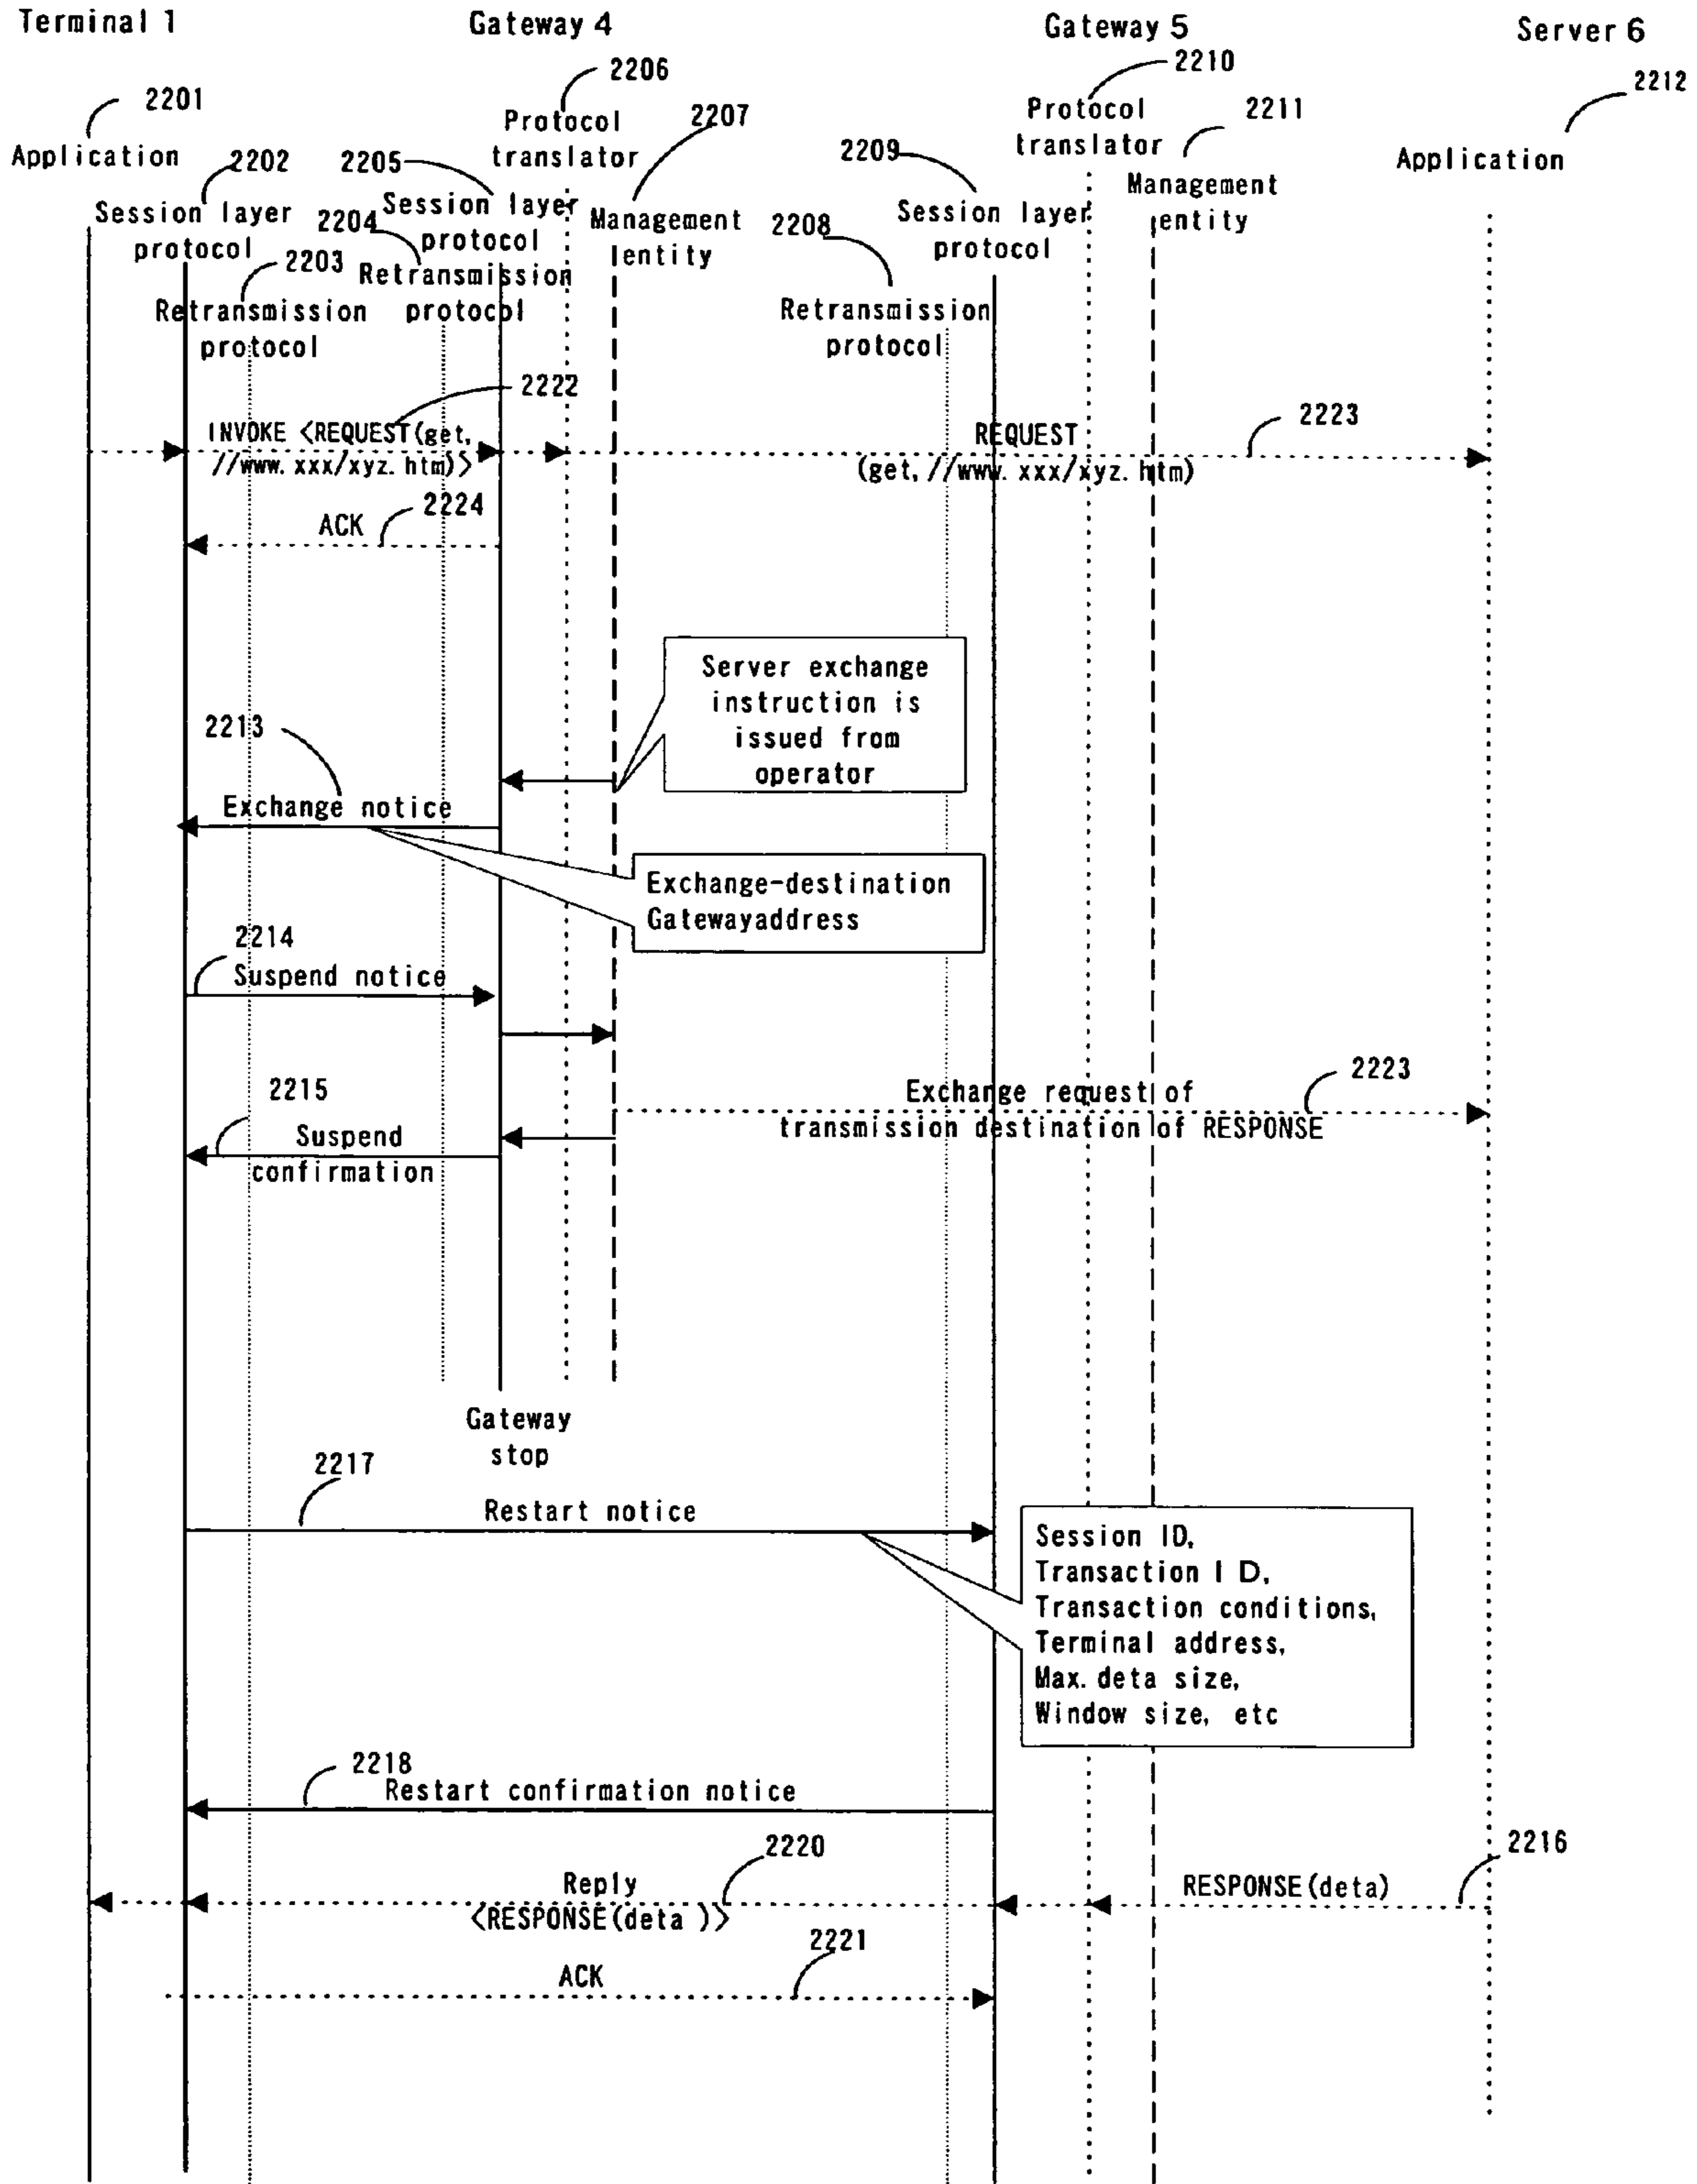 Terminal 1
Gateway 4
Gateway 5
Server 6
2206
2210
2212
2201
2207
2211
Protocol
translator
Protocol
translator
Application
2202
2205
2209
Application
Management
entity
Session layer
protocol
2204
Session layer
protocol
Management
entity
2208
Session layer
protocol
2203
Retransmission
protocol
Retransmission
protocol
Retransmission
protocol
2222
2223
INVOKE <REQUEST(get,
//www.xxx/xyz.htm)>
REQUEST
(get,//www.xxx/xyz.htm)
2224
ACK
Server exchange
instruction is
issued from
operator
2213
Exchange notice
Exchange-destination
Gatewayaddress
2214
Suspend notice
2223
2215
Exchange request of
transmission destination of RESPONSE
Suspend
confirmation
Gateway
stop
2217
Restart notice
Session ID,
Transaction I D,
Transaction conditions,
Terminal address,
Max. deta size,
Window size, etc
2218
Restart confirmation notice
2220
2216
Reply
<RESPONSE(deta )>
RESPONSE(deta)
2221
ACK